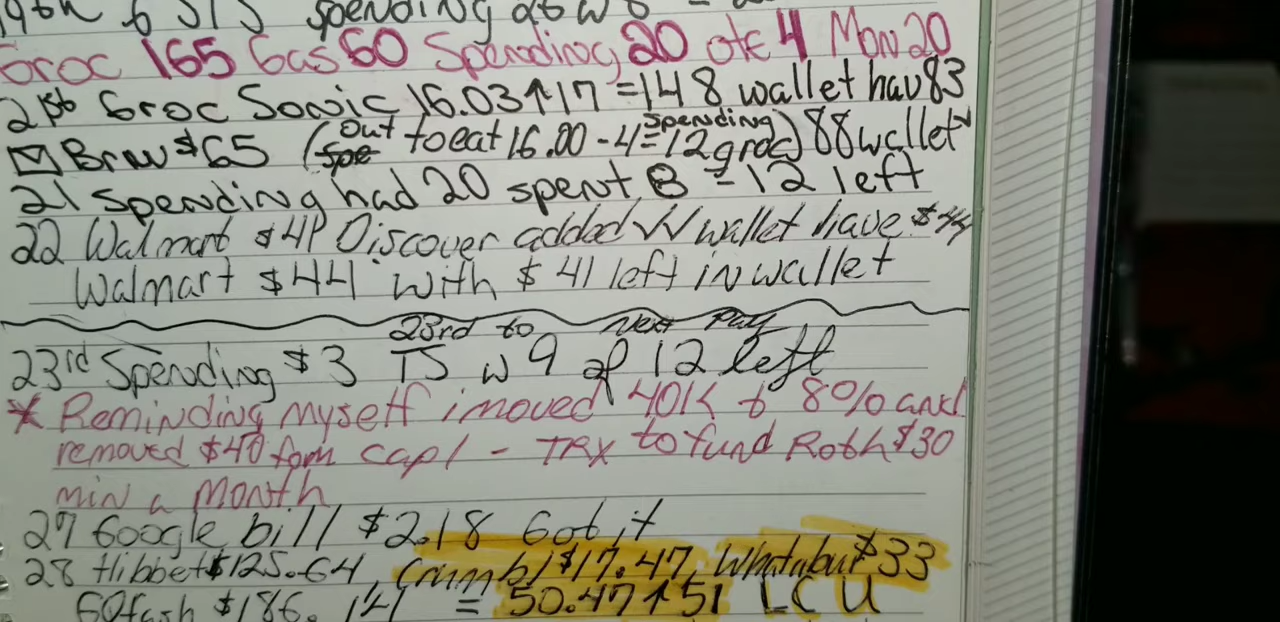 spending
Groc 165 Gas 60 Spending 20 otc 4 Mon 20
21st Groc Sonic 16.03↑17 = 148 wallet hav 83
Brau $65 (out to eat 16.00 - 4 = 12 groc) spending 88 wallet
21 Spending had 20 spent 8 = 12 left
22 Walmart $41 Discover added W wallet have $44
Walmart $44 with $41 left in wallet
23rd to Next Pay
23rd Spending $3 TS w 9 of 12 left
* Reminding myself i moved 401K to 8% and
removed $40 fom cap1 - TRX to fund Roth $30
min a month
27 Google bill $2.18 Got it
28 Hibbet $125.64, Crumbl $17.47, Whatabu $33
= 50.47↑51 LCU